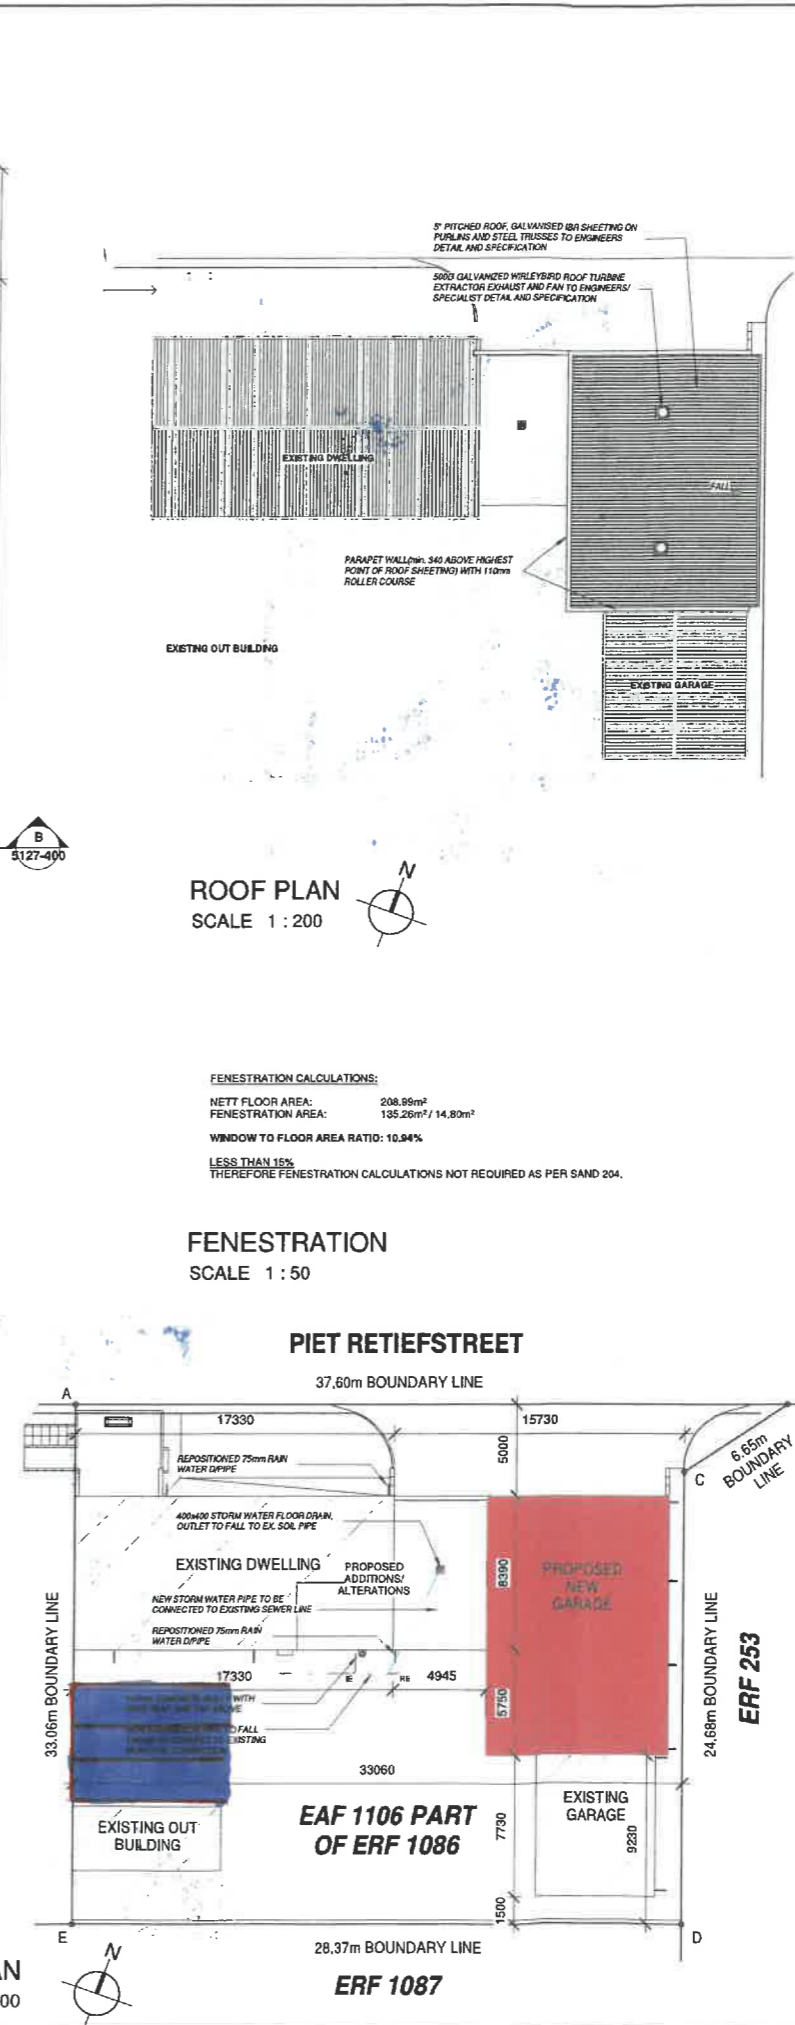 5° PITCHED ROOF, GALVANISED IBR SHEETING ON
PURLINS AND STEEL TRUSSES TO ENGINEERS
DETAIL AND SPECIFICATION
500Ø GALVANIZED WIRLEYBIRD ROOF TURBINE
EXTRACTOR EXHAUST AND FAN TO ENGINEERS/
SPECIALIST DETAIL AND SPECIFICATION
EXISTING DWELLING
FALL
PARAPET WALL(min. 340 ABOVE HIGHEST
POINT OF ROOF SHEETING) WITH 110mm
ROLLER COURSE
EXISTING OUT BUILDING
EXISTING GARAGE
B
5127-400
ROOF PLAN
SCALE 1 : 200
N
FENESTRATION CALCULATIONS:
NETT FLOOR AREA: 208.99m²
FENESTRATION AREA: 135.26m² / 14,80m²
WINDOW TO FLOOR AREA RATIO: 10.94%
LESS THAN 15%
THEREFORE FENESTRATION CALCULATIONS NOT REQUIRED AS PER SAND 204.
FENESTRATION
SCALE 1 : 50
PIET RETIEFSTREET
37,60m BOUNDARY LINE
A
17330
15730
5000
6.65m
BOUNDARY
LINE
C
REPOSITIONED 75mm RAIN
WATER D/PIPE
400x400 STORM WATER FLOOR DRAIN,
OUTLET TO FALL TO EX. SOIL PIPE
EXISTING DWELLING
PROPOSED
ADDITIONS/
ALTERATIONS
8390
PROPOSED
NEW
GARAGE
NEW STORM WATER PIPE TO BE
CONNECTED TO EXISTING SEWER LINE
REPOSITIONED 75mm RAIN
WATER D/PIPE
33.06m BOUNDARY LINE
24,68m BOUNDARY LINE
ERF 253
17330
IE
RE
4945
5750
WITH
FALL
EXISTING
33060
EXISTING OUT
BUILDING
EAF 1106 PART
OF ERF 1086
7730
EXISTING
GARAGE
9230
1500
E
D
28,37m BOUNDARY LINE
N
ERF 1087